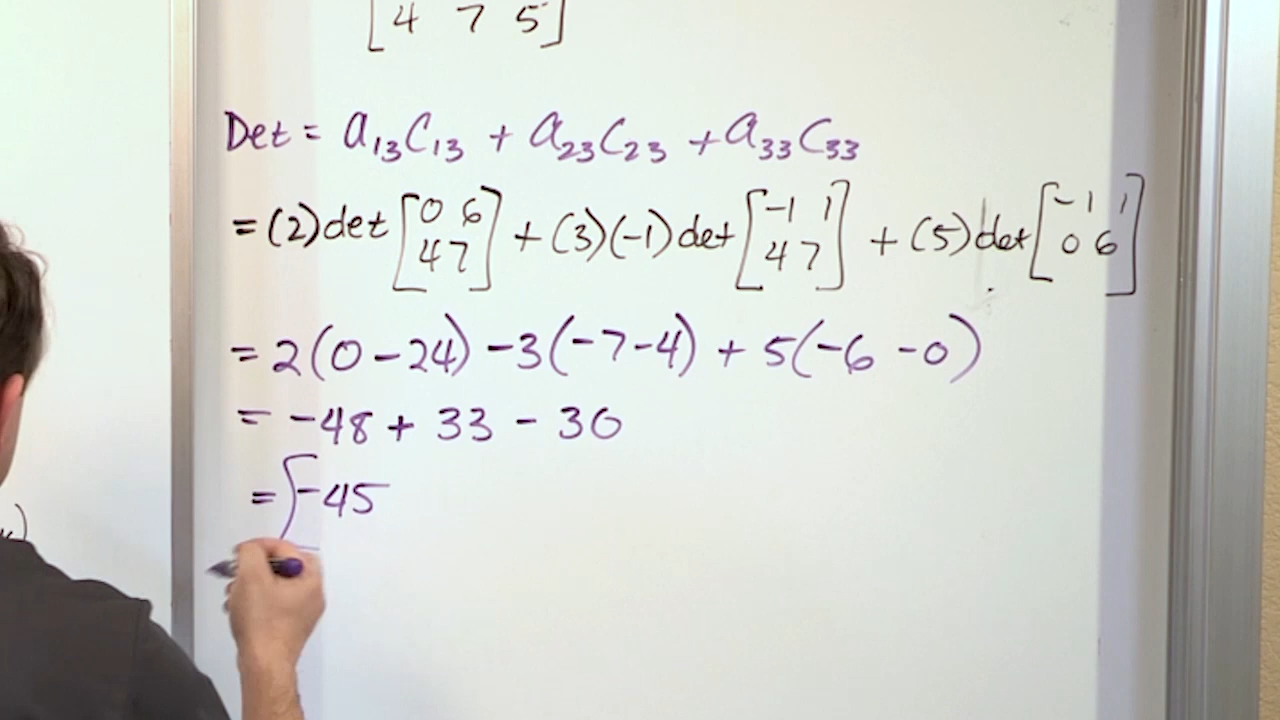 [4 7 5]
Det = a₁₃C₁₃ + a₂₃C₂₃ + a₃₃C₃₃
= (2) det [0 6; 4 7] + (3)(-1) det [-1 1; 4 7] + (5) det [-1 1; 0 6]
= 2(0 - 24) - 3(-7 - 4) + 5(-6 - 0)
= -48 + 33 - 30
= -45